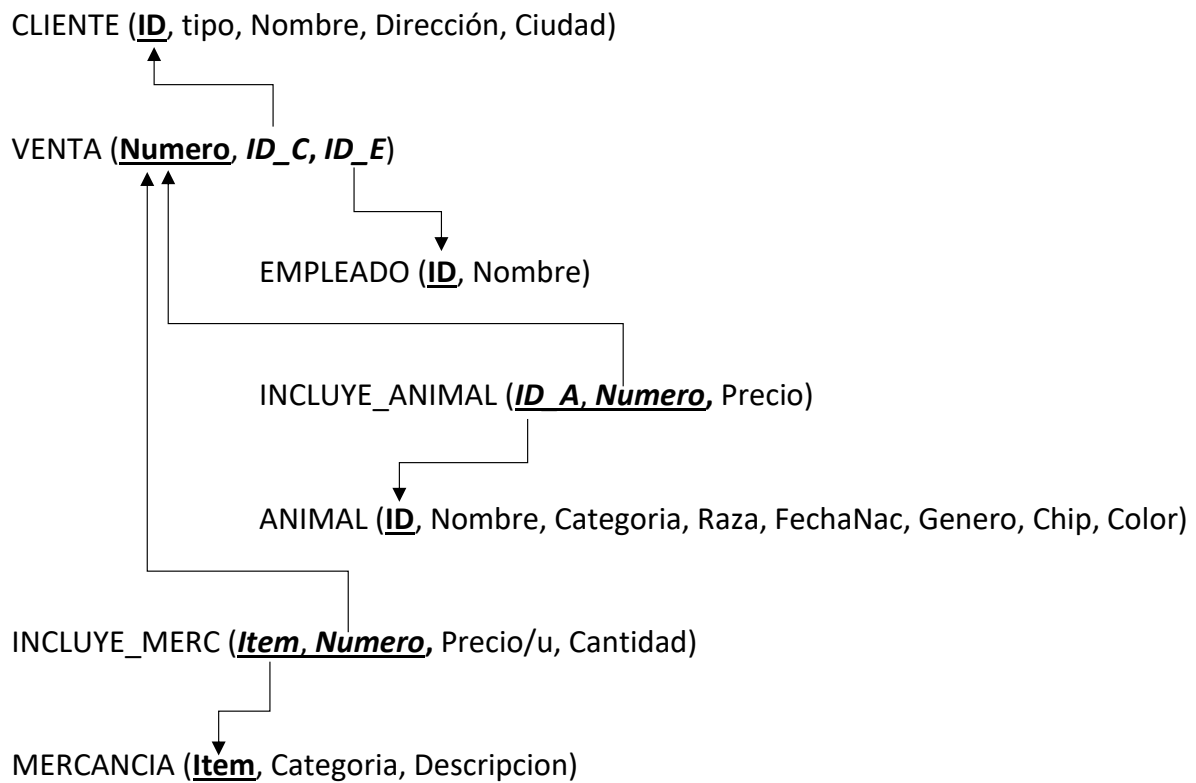 CLIENTE (ID, tipo, Nombre, Dirección, Ciudad)
VENTA (Numero, ID_C, ID_E)
EMPLEADO (ID, Nombre)
INCLUYE_ANIMAL (ID_A, Numero, Precio)
ANIMAL (ID, Nombre, Categoria, Raza, FechaNac, Genero, Chip, Color)
INCLUYE_MERC (Item, Numero, Precio/u, Cantidad)
MERCANCIA (Item, Categoria, Descripcion)